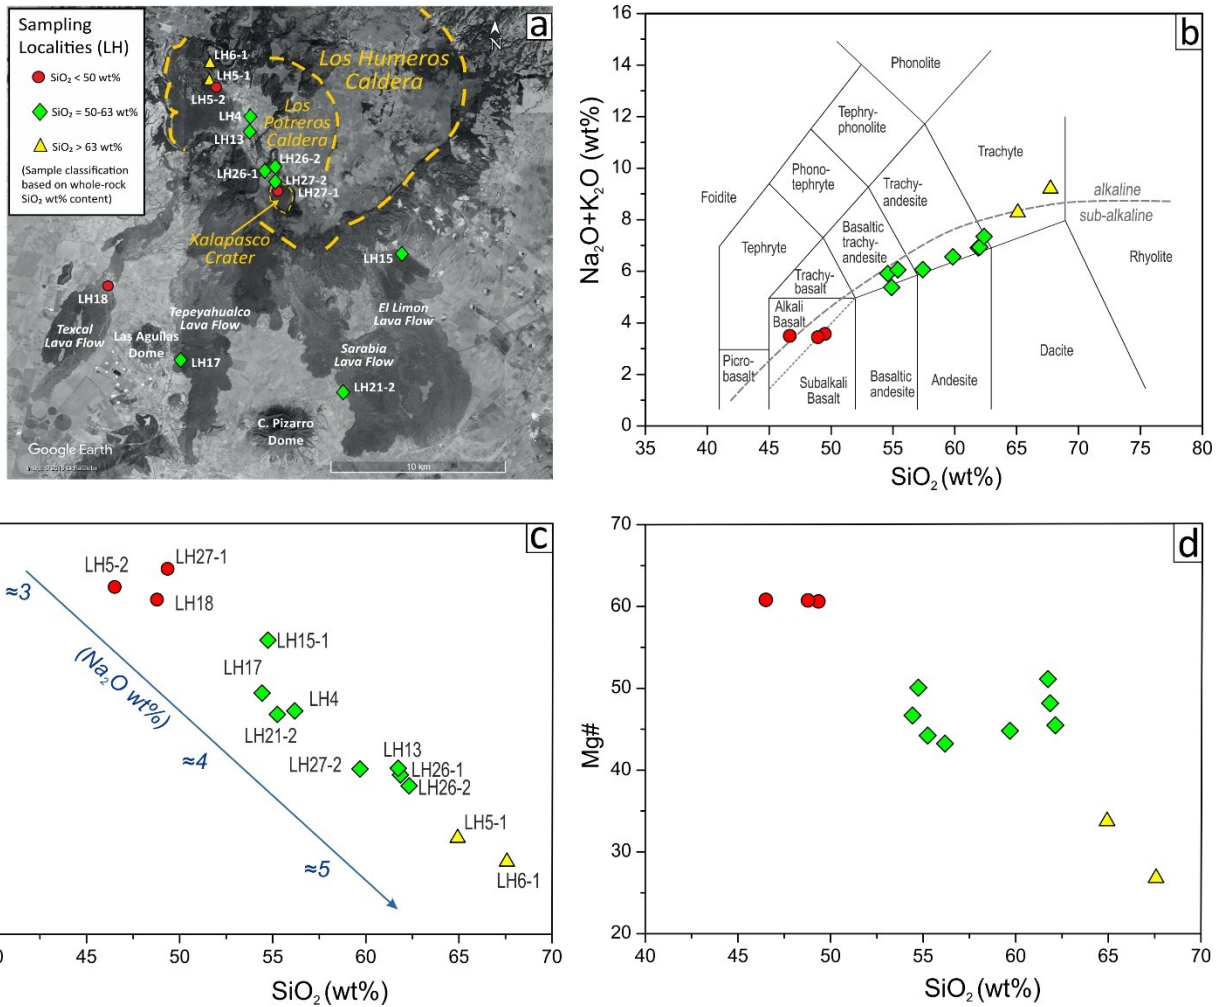 Sampling
Localities (LH)
SiO₂ < 50 wt%
SiO₂ = 50-63 wt%
SiO₂ > 63 wt%
(Sample classification
based on whole-rock
SiO₂ wt% content)
a
N
LH6-1
LH5-1
LH5-2
Los Humeros
Caldera
Los
Potreros
Caldera
LH4
LH13
LH26-2
LH26-1
LH27-2
LH27-1
Xalapasco
Crater
LH15
LH18
Texcal
Lava Flow
Tepeyahualco
Lava Flow
El Limon
Lava Flow
Las Aguilas
Dome
LH17
Sarabia
Lava Flow
LH21-2
C. Pizarro
Dome
Google Earth
10 km
b
Na₂O+K₂O (wt%)
16
14
12
10
8
6
4
2
0
Phonolite
Tephry-
phonolite
Trachyte
Phono-
tephryte
Foidite
Trachy-
andesite
alkaline
sub-alkaline
Basaltic
trachy-
andesite
Tephryte
Rhyolite
Trachy-
basalt
Alkali
Basalt
Picro-
basalt
Subalkali
Basalt
Basaltic
andesite
Andesite
Dacite
35 40 45 50 55 60 65 70 75 80
SiO₂ (wt%)
c
LH5-2
LH27-1
LH18
≈3
LH15-1
(Na₂O wt%)
LH17
LH4
LH21-2
≈4
LH27-2
LH13
LH26-1
LH26-2
LH5-1
≈5
LH6-1
0 45 50 55 60 65 70
SiO₂ (wt%)
d
Mg#
70
60
50
40
30
20
40 45 50 55 60 65 70
SiO₂ (wt%)